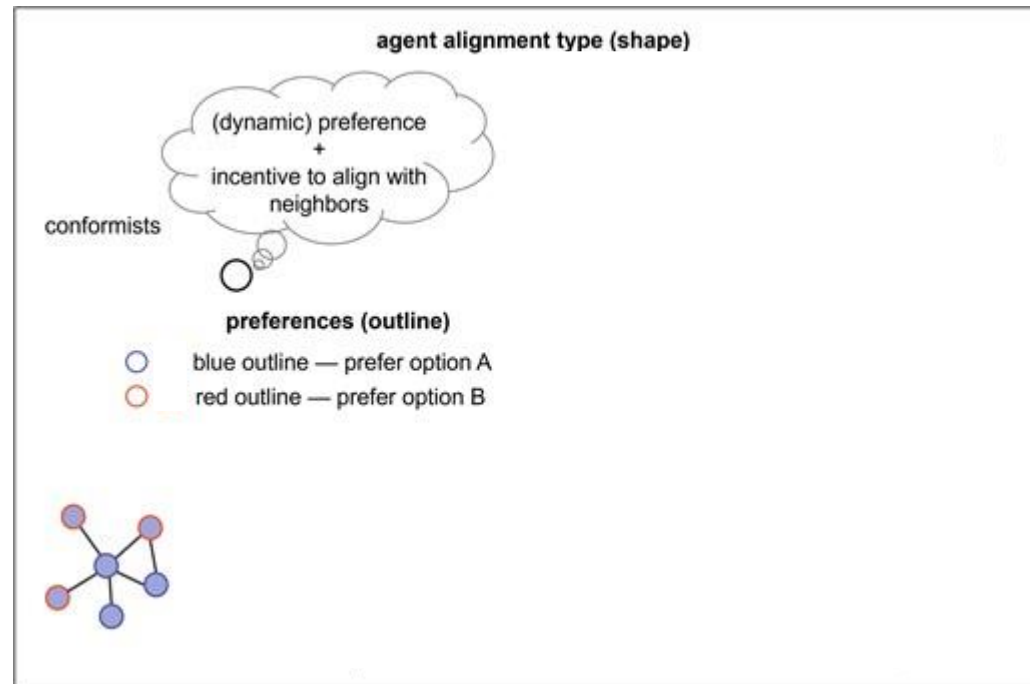 agent alignment type (shape)
(dynamic) preference
+
incentive to align with
neighbors
conformists
preferences (outline)
blue outline — prefer option A
red outline — prefer option B